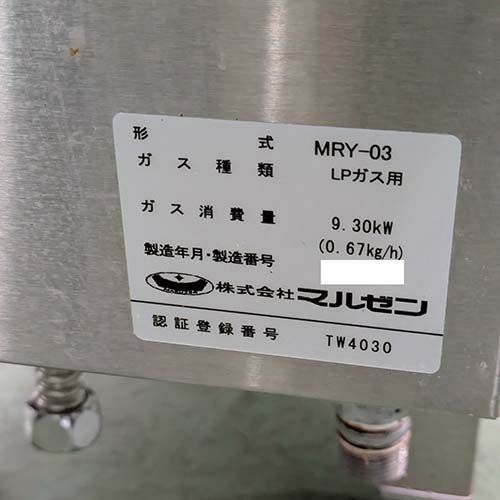 形式 MRY-03
ガス種類 LPガス用
ガス消費量 9.30kW
(0.67kg/h)
製造年月・製造番号
株式会社マルゼン
認証登録番号 TW4030